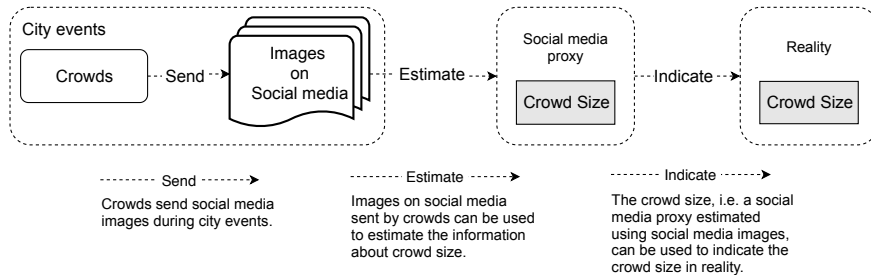 City events
Crowds
Send
Images
on
Social media
Estimate
Social media
proxy
Crowd Size
Indicate
Reality
Crowd Size
Send
Crowds send social media
images during city events.
Estimate
Images on social media
sent by crowds can be used
to estimate the information
about crowd size.
Indicate
The crowd size, i.e. a social
media proxy estimated
using social media images,
can be used to indicate the
crowd size in reality.